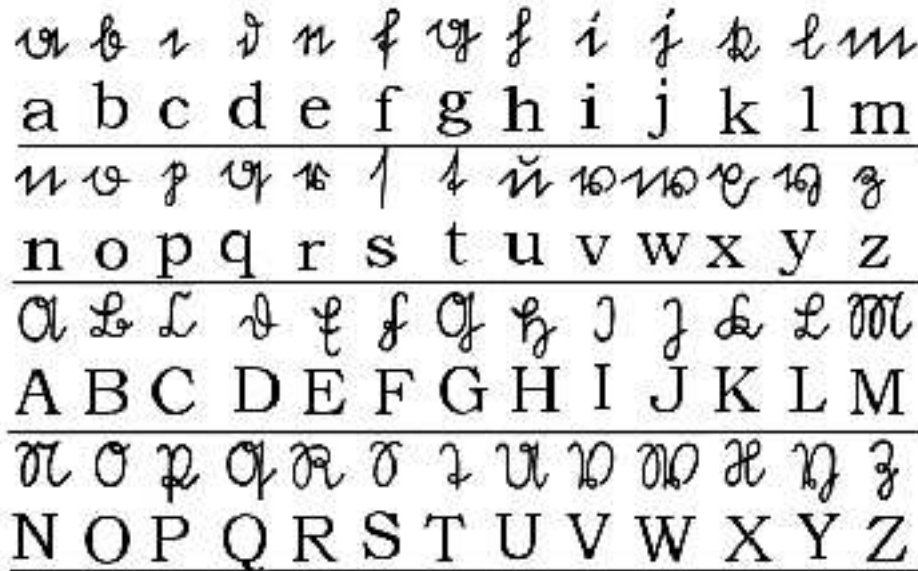 a b c d e f g h i j k l m
a b c d e f g h i j k l m
n o p q r s t u v w x y z
n o p q r s t u v w x y z
A B C D E F G H I J K L M
A B C D E F G H I J K L M
N O P Q R S T U V W X Y Z
N O P Q R S T U V W X Y Z